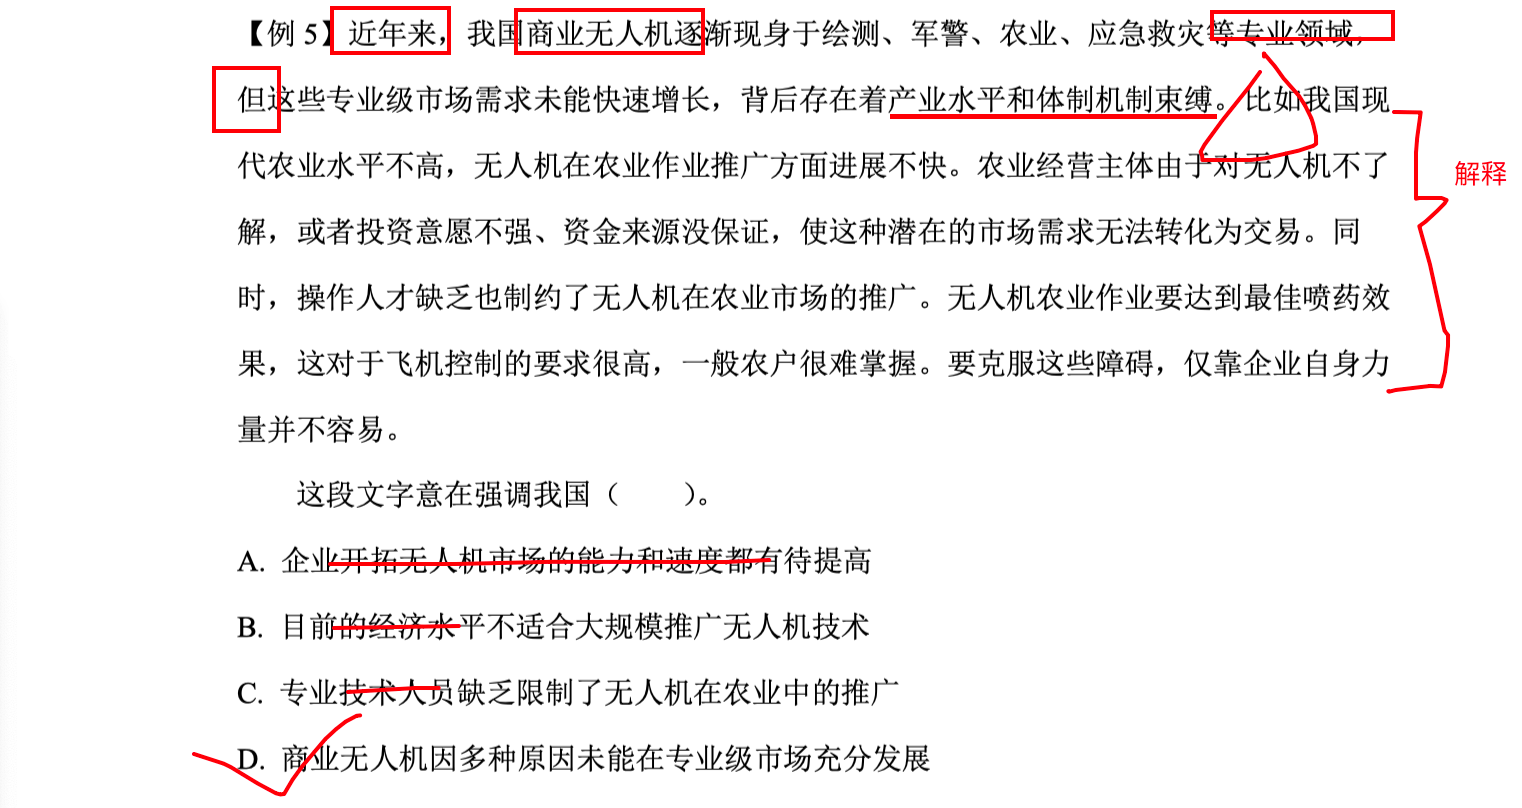 【例 5】近年来，我国商业无人机逐渐现身于绘测、军警、农业、应急救灾等专业领域，
但这些专业级市场需求未能快速增长，背后存在着产业水平和体制机制束缚。比如我国现
代农业水平不高，无人机在农业作业推广方面进展不快。农业经营主体由于对无人机不了
解，或者投资意愿不强、资金来源没保证，使这种潜在的市场需求无法转化为交易。同
时，操作人才缺乏也制约了无人机在农业市场的推广。无人机农业作业要达到最佳喷药效
果，这对于飞机控制的要求很高，一般农户很难掌握。要克服这些障碍，仅靠企业自身力
量并不容易。
解释
这段文字意在强调我国（　　）。
A. 企业开拓无人机市场的能力和速度都有待提高
B. 目前的经济水平不适合大规模推广无人机技术
C. 专业技术人员缺乏限制了无人机在农业中的推广
D. 商业无人机因多种原因未能在专业级市场充分发展